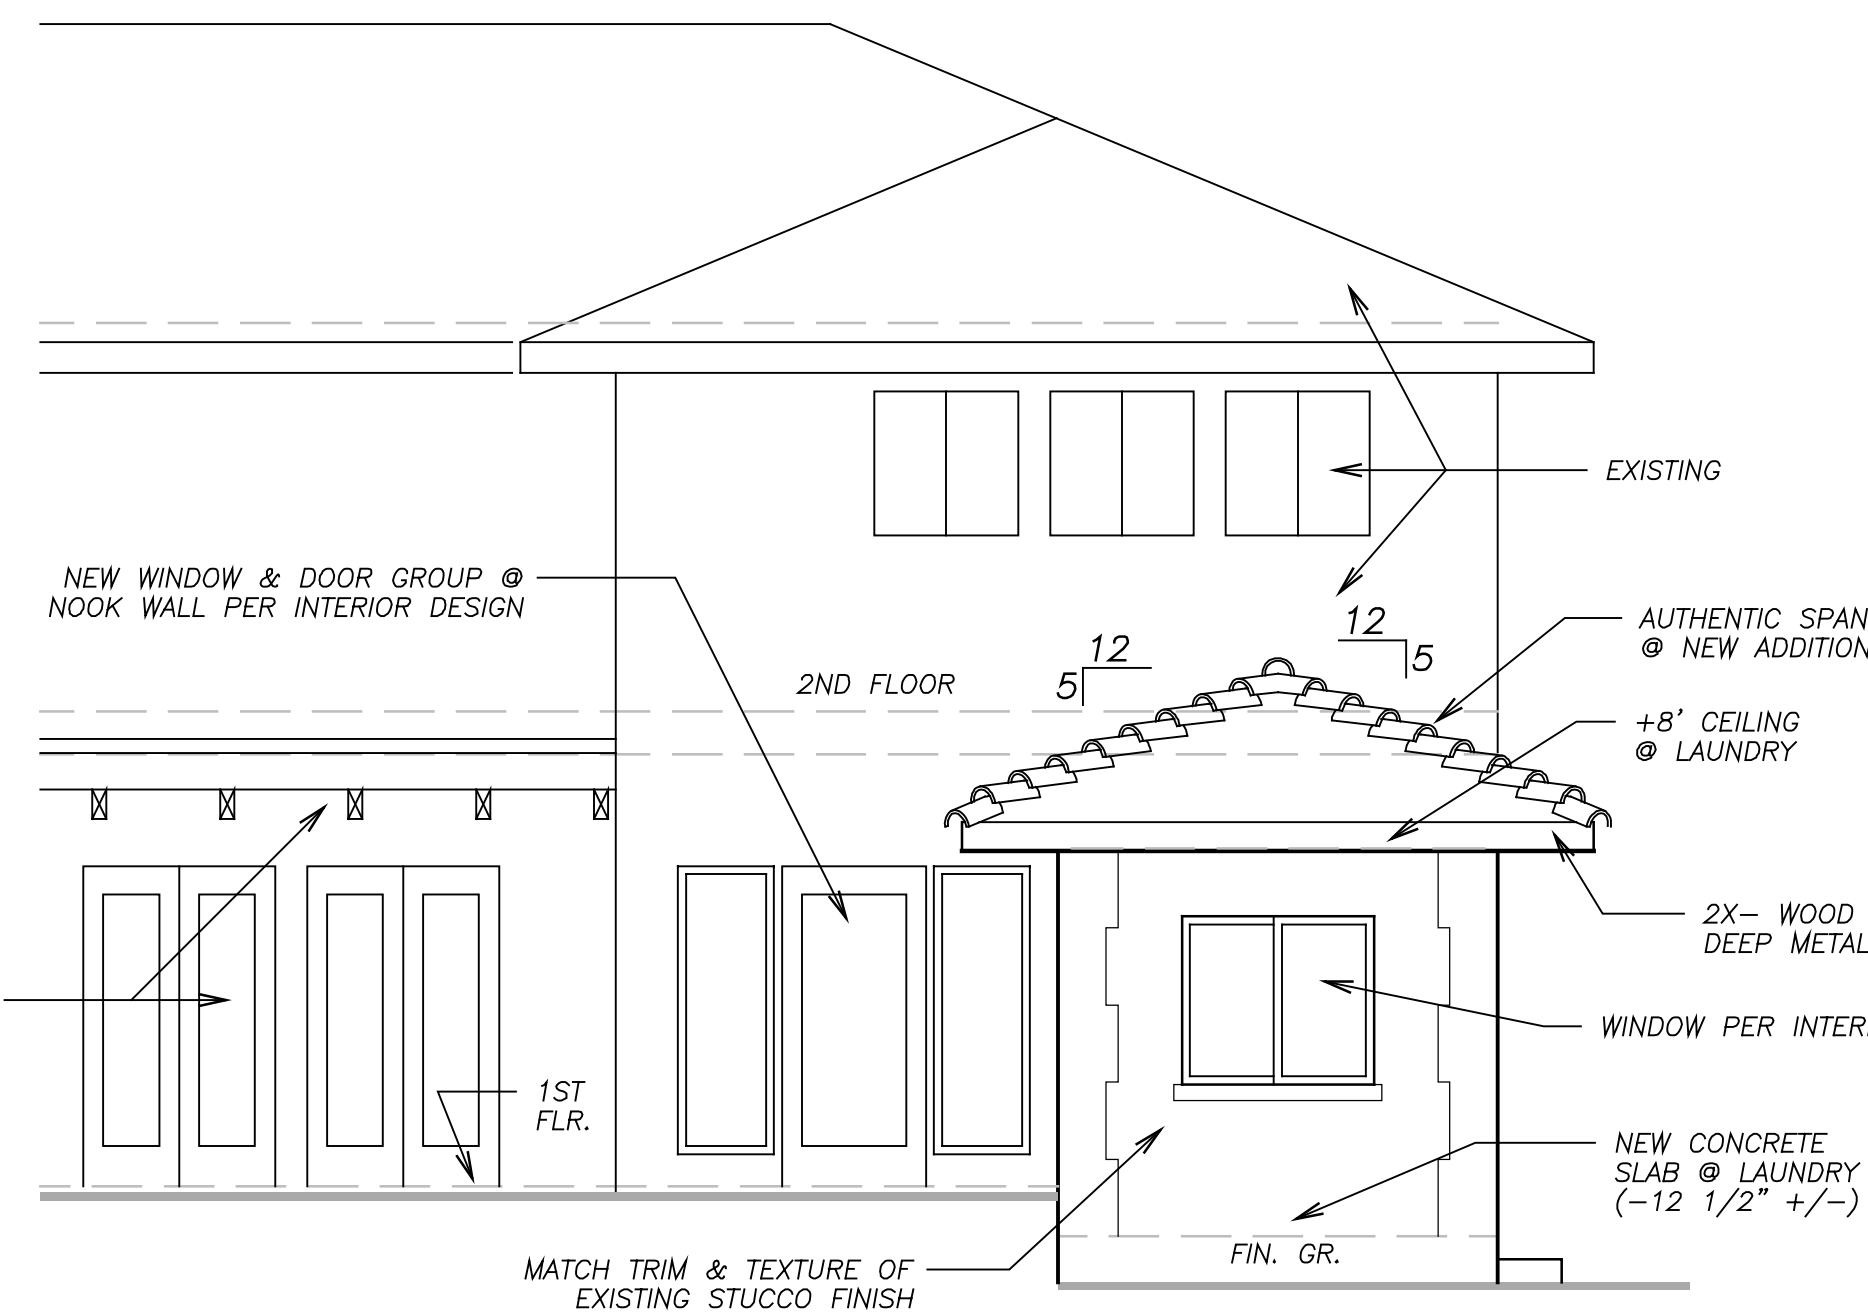 EXISTING
NEW WINDOW & DOOR GROUP @
NOOK WALL PER INTERIOR DESIGN
12
5
12
5
AUTHENTIC SPAN
@ NEW ADDITION
2ND FLOOR
+8' CEILING
@ LAUNDRY
2X- WOOD
DEEP METAL
WINDOW PER INTERI
1ST
FLR.
NEW CONCRETE
SLAB @ LAUNDRY
(-12 1/2" +/-)
FIN. GR.
MATCH TRIM & TEXTURE OF
EXISTING STUCCO FINISH